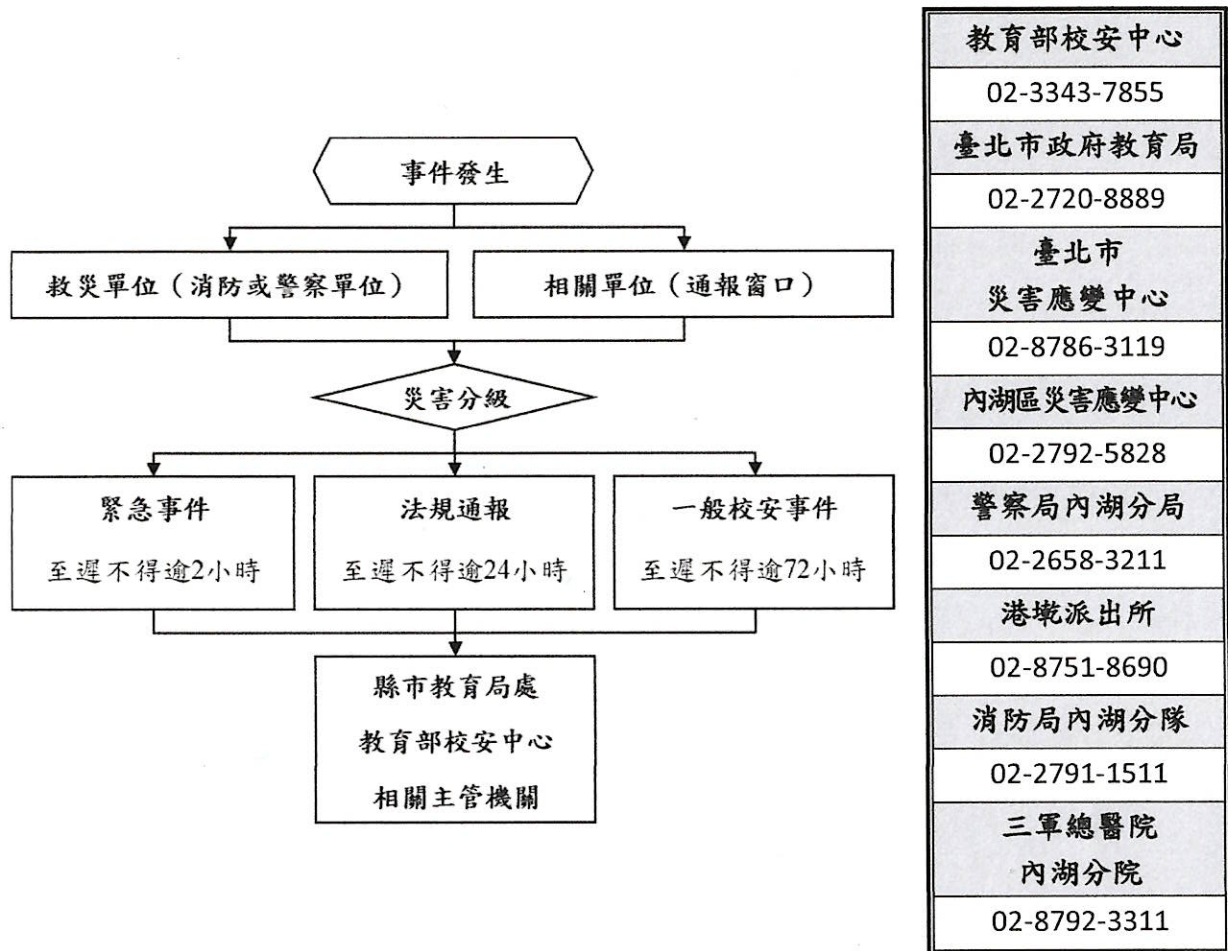 事件發生
救災單位（消防或警察單位）
相關單位（通報窗口）
災害分級
緊急事件
至遲不得逾2小時
法規通報
至遲不得逾24小時
一般校安事件
至遲不得逾72小時
縣市教育局處
教育部校安中心
相關主管機關
教育部校安中心
02-3343-7855
臺北市政府教育局
02-2720-8889
臺北市
災害應變中心
02-8786-3119
內湖區災害應變中心
02-2792-5828
警察局內湖分局
02-2658-3211
港墘派出所
02-8751-8690
消防局內湖分隊
02-2791-1511
三軍總醫院
內湖分院
02-8792-3311